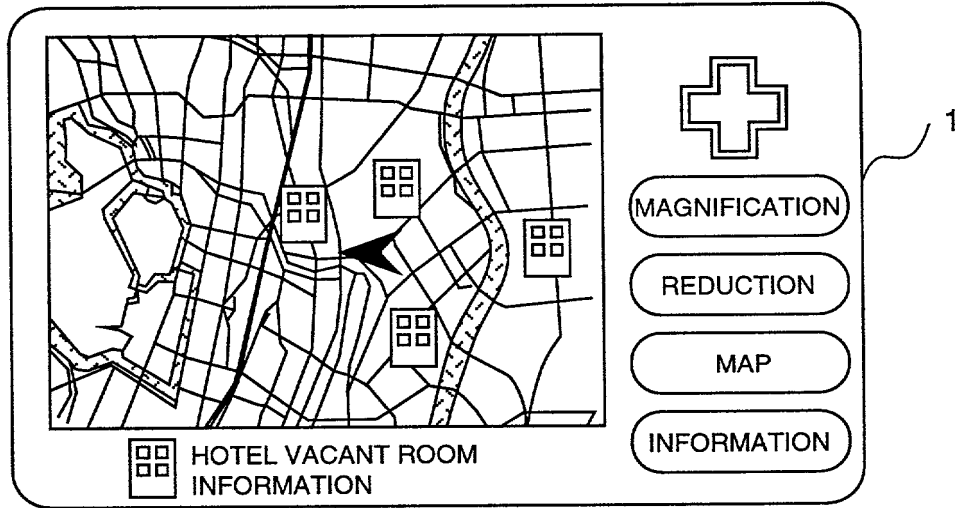 1
MAGNIFICATION
REDUCTION
MAP
INFORMATION
HOTEL VACANT ROOM
INFORMATION